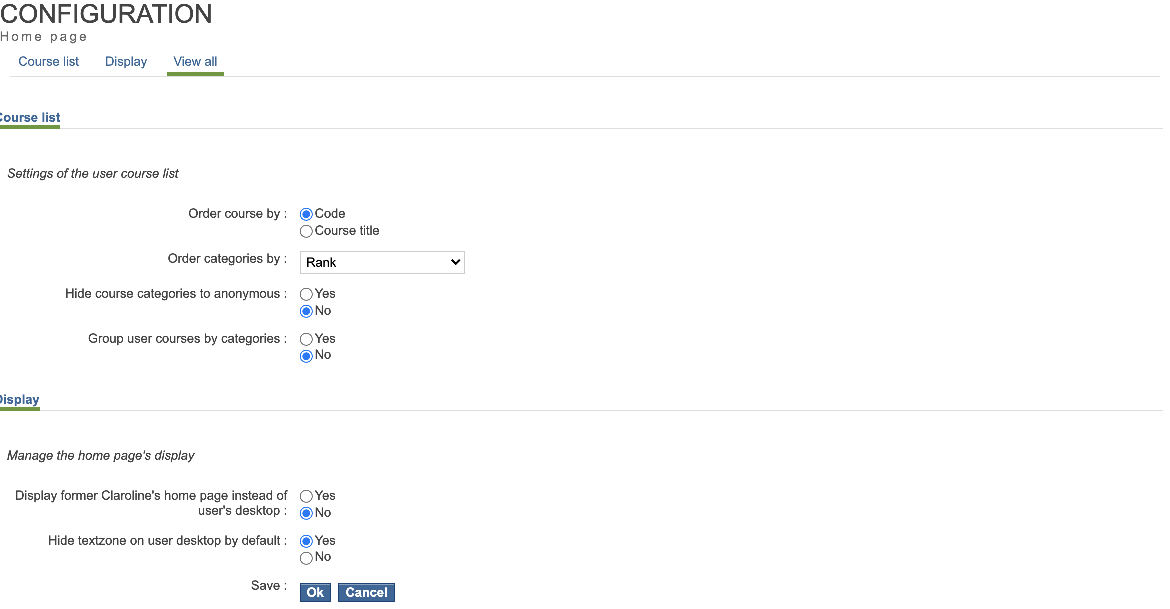 CONFIGURATION
Home page
Course list Display View all
Course list
Settings of the user course list
Order course by : Code
Course title
Order categories by : Rank
Hide course categories to anonymous : Yes
No
Group user courses by categories : Yes
No
Display
Manage the home page's display
Display former Claroline's home page instead of
user's desktop :
Yes
No
Hide textzone on user desktop by default : Yes
No
Save : Ok Cancel